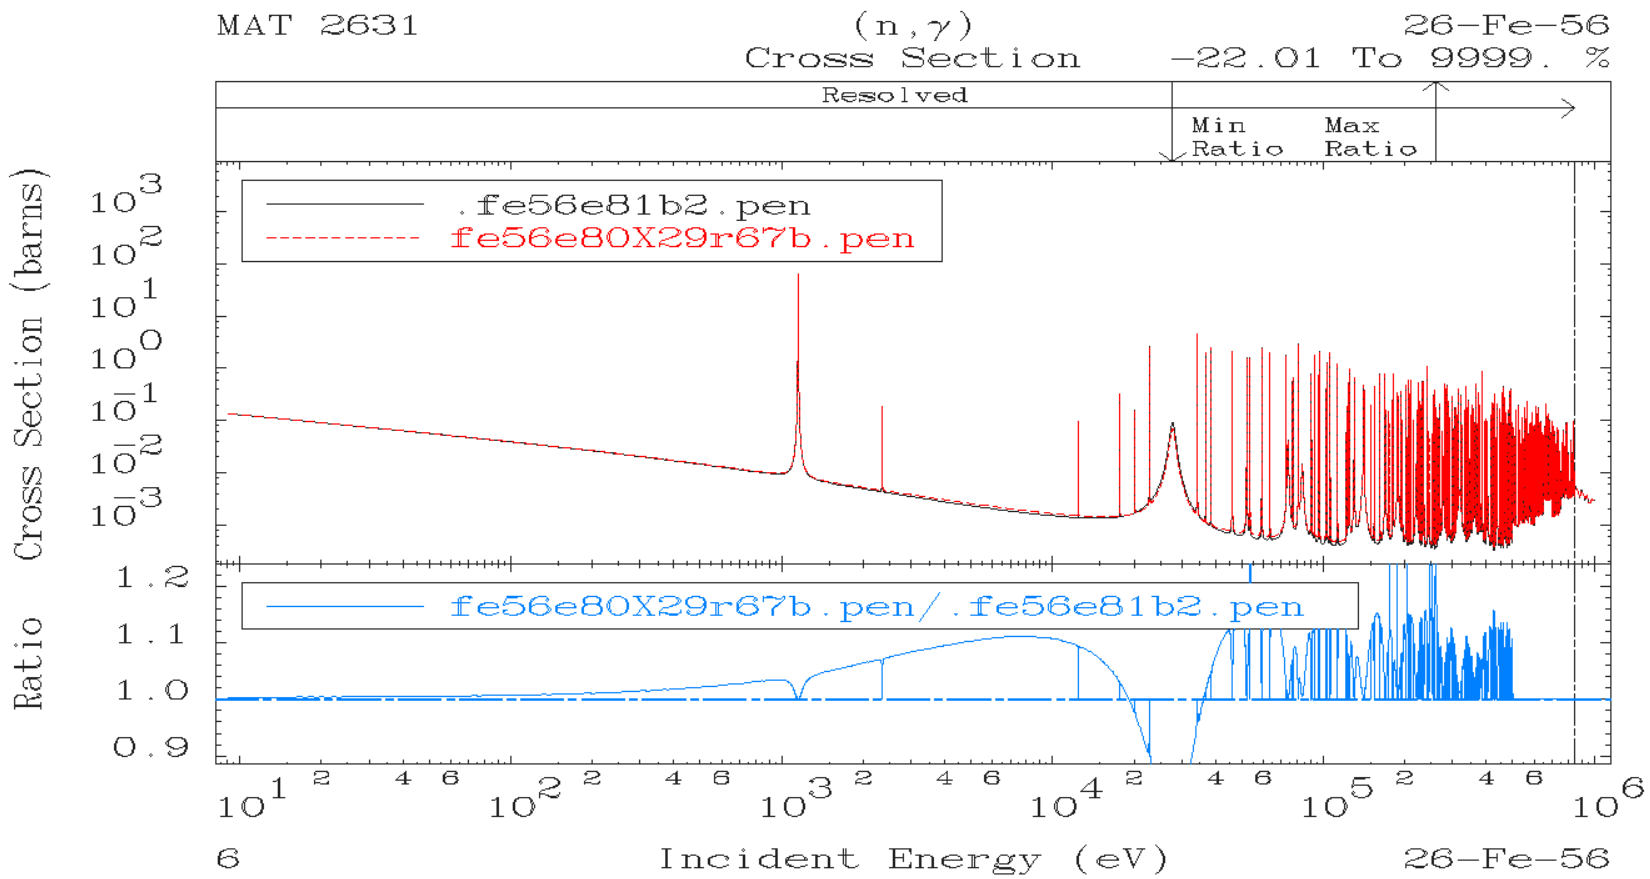 MAT 2631 (n,γ) 26-Fe-56
Cross Section -22.01 To 9999. %
Resolved
Min Ratio
Max Ratio
Cross Section (barns)
10^3
10^2
10^1
10^0
10^-1
10^-2
10^-3
.fe56e81b2.pen
fe56e80X29r67b.pen
Ratio
1.2
1.1
1.0
0.9
fe56e80X29r67b.pen/.fe56e81b2.pen
10^1 2 4 6 10^2 2 4 6 10^3 2 4 6 10^4 2 4 6 10^5 2 4 6 10^6
6 Incident Energy (eV) 26-Fe-56